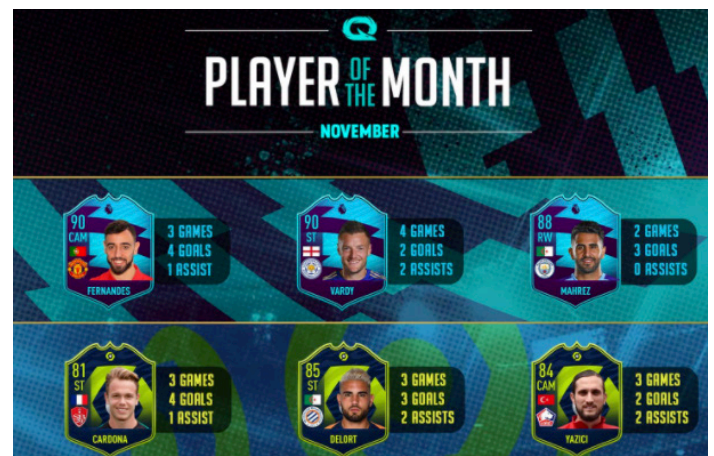 PLAYER OF THE MONTH
NOVEMBER
90
CAM
FERNANDES
3 GAMES
4 GOALS
1 ASSIST
90
ST
VARDY
4 GAMES
2 GOALS
2 ASSISTS
88
RW
MAHREZ
2 GAMES
3 GOALS
0 ASSISTS
81
ST
CARDONA
3 GAMES
4 GOALS
1 ASSIST
85
ST
DELORT
3 GAMES
3 GOALS
2 ASSISTS
84
CAM
YAZICI
3 GAMES
2 GOALS
2 ASSISTS